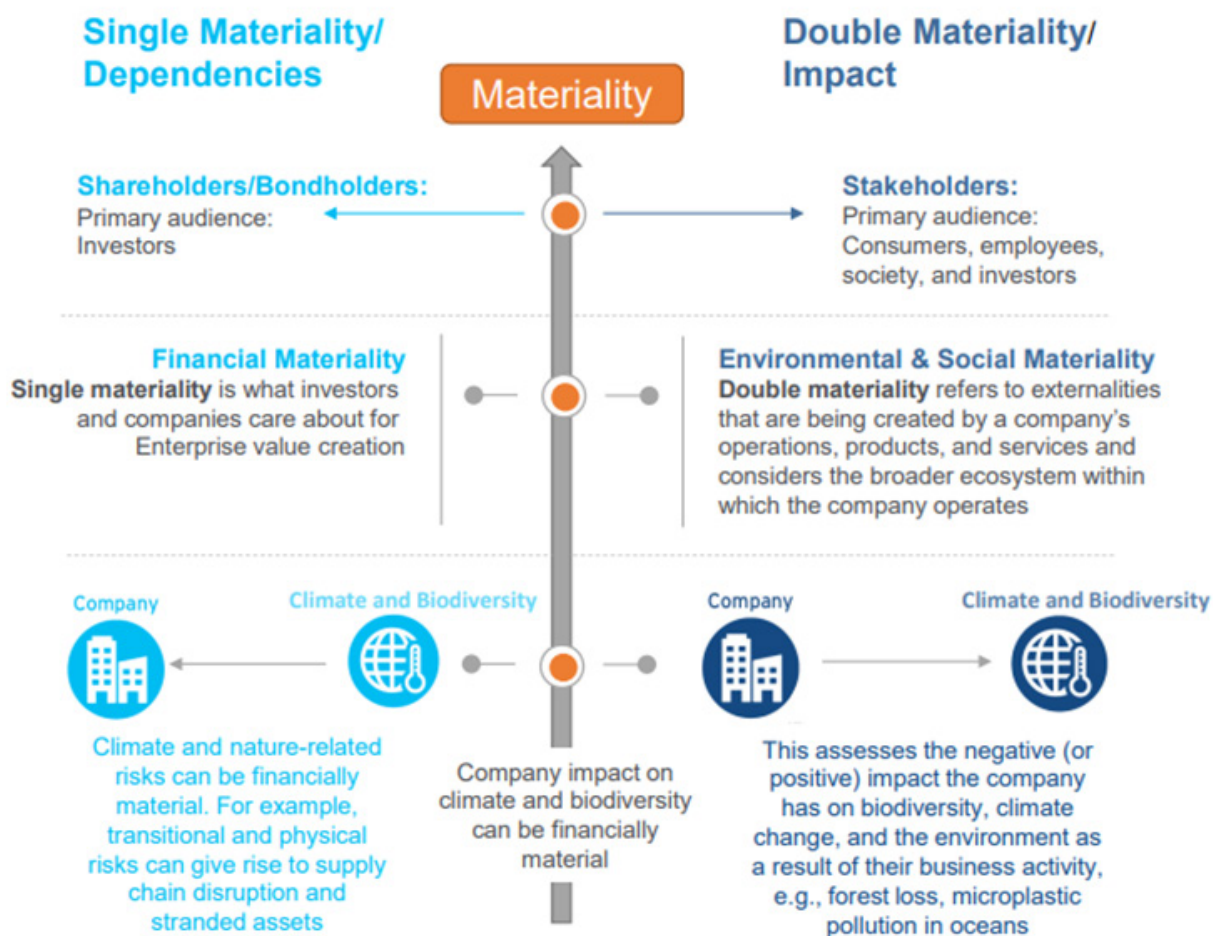 Single Materiality/
Dependencies
Double Materiality/
Impact
Materiality
Shareholders/Bondholders:
Primary audience:
Investors
Stakeholders:
Primary audience:
Consumers, employees,
society, and investors
Financial Materiality
Single materiality is what investors
and companies care about for
Enterprise value creation
Environmental & Social Materiality
Double materiality refers to externalities
that are being created by a company's
operations, products, and services and
considers the broader ecosystem within
which the company operates
Company
Climate and Biodiversity
Company
Climate and Biodiversity
Climate and nature-related
risks can be financially
material. For example,
transitional and physical
risks can give rise to supply
chain disruption and
stranded assets
Company impact on
climate and biodiversity
can be financially
material
This assesses the negative (or
positive) impact the company
has on biodiversity, climate
change, and the environment as
a result of their business activity,
e.g., forest loss, microplastic
pollution in oceans